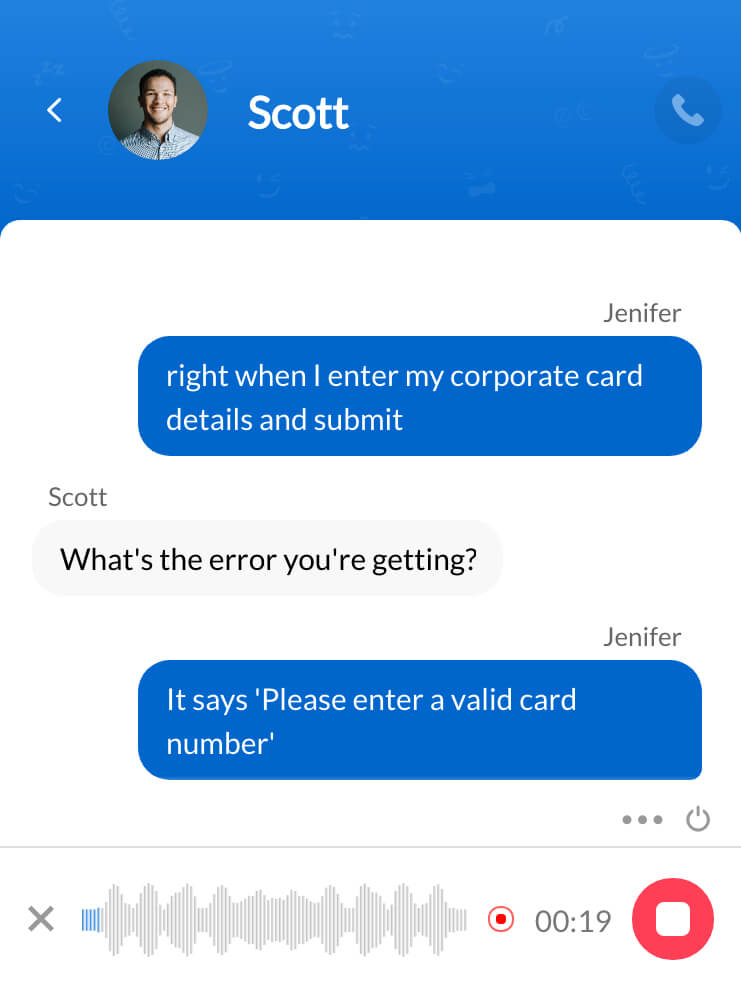 Scott
Jenifer
right when I enter my corporate card
details and submit
Scott
What's the error you're getting?
Jenifer
It says 'Please enter a valid card
number'
00:19